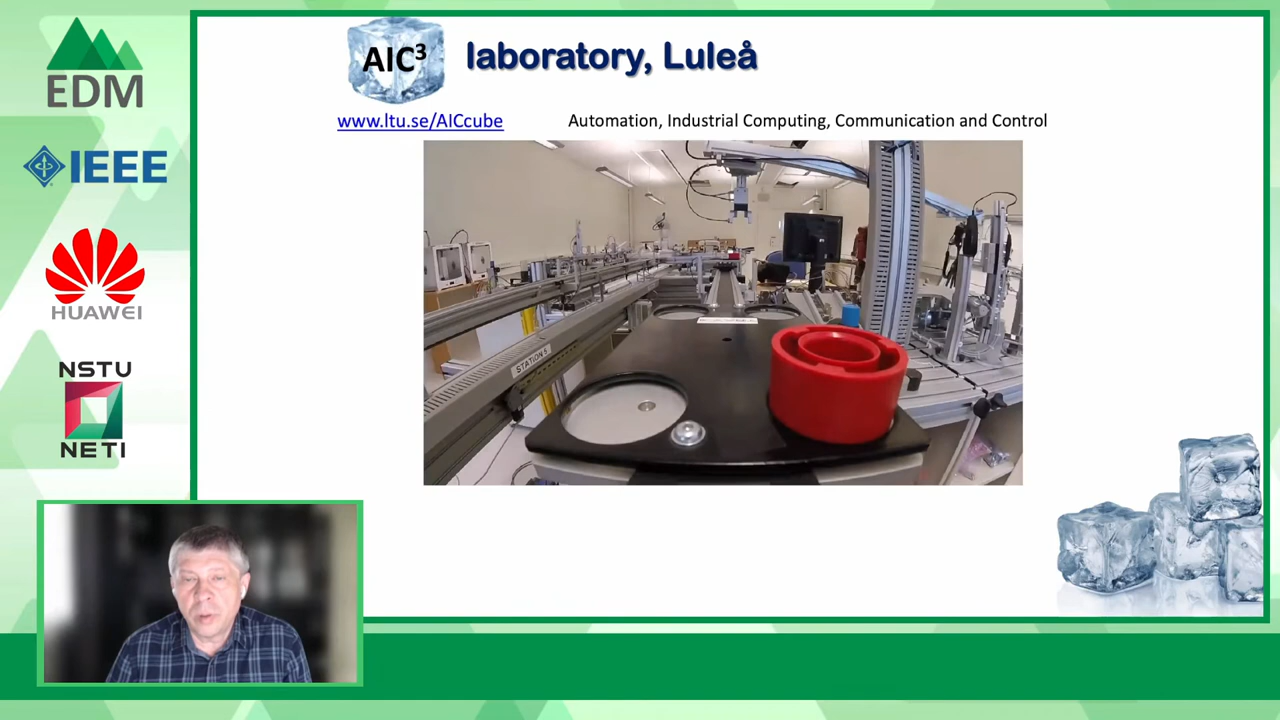 EDM
IEEE
HUAWEI
NSTU
NETI
AIC³ laboratory, Luleå
www.ltu.se/AICcube
Automation, Industrial Computing, Communication and Control
STATION 5